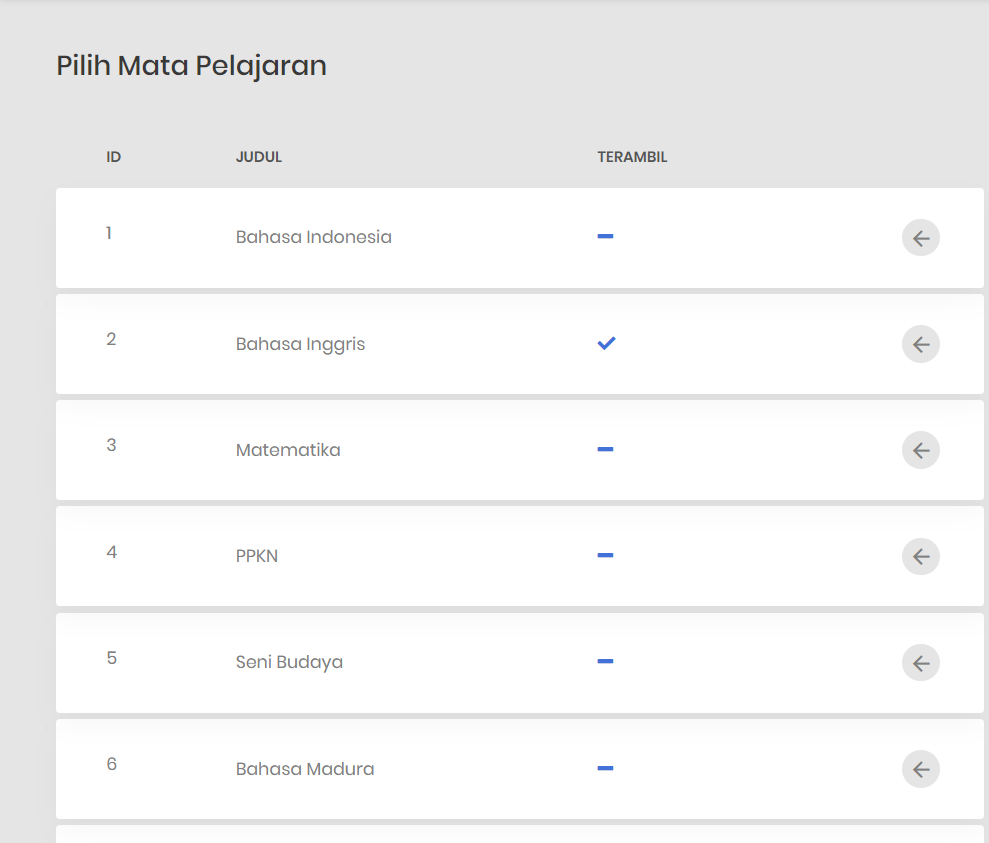 Pilih Mata Pelajaran
ID JUDUL TERAMBIL
1 Bahasa Indonesia
2 Bahasa Inggris
3 Matematika
4 PPKN
5 Seni Budaya
6 Bahasa Madura